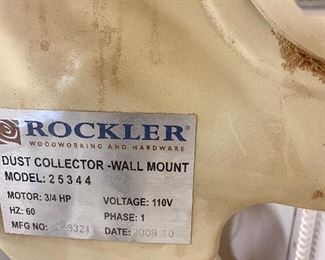 ROCKLER®
WOODWORKING AND HARDWARE
DUST COLLECTOR -WALL MOUNT
MODEL: 25344
MOTOR: 3/4 HP VOLTAGE: 110V
HZ: 60 PHASE: 1
MFG NO: DATE: 2009 10